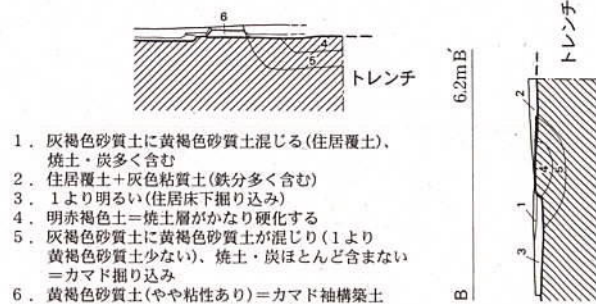 6
4
5
トレンチ
1．灰褐色砂質土に黄褐色砂質土混じる(住居覆土)、
焼土・炭多く含む
2．住居覆土＋灰色粘質土(鉄分多く含む)
3．1より明るい(住居床下掘り込み)
4．明赤褐色土＝焼土層がかなり硬化する
5．灰褐色砂質土に黄褐色砂質土が混じり(1より
黄褐色砂質土少ない)、焼土・炭ほとんど含まない
＝カマド掘り込み
6．黄褐色砂質土(やや粘性あり)＝カマド袖構築土
トレンチ
6.2m B′
2
4
5
1
3
B